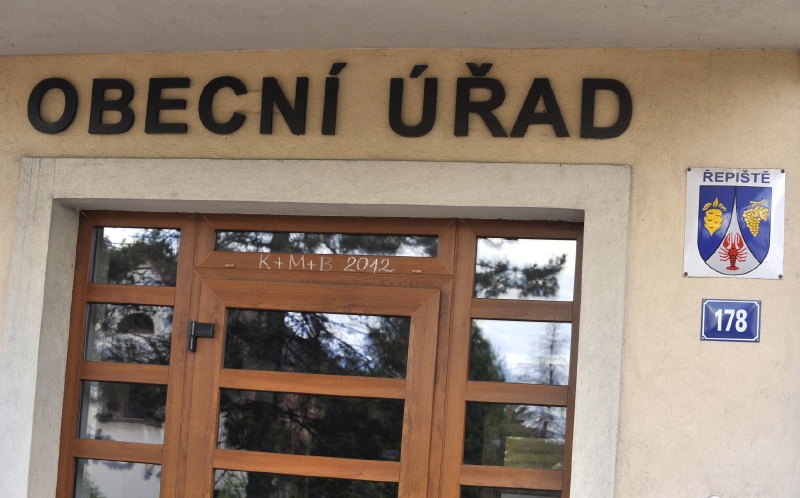 OBECNÍ ÚŘAD
ŘEPIŠTĚ
K+M+B 2012
178